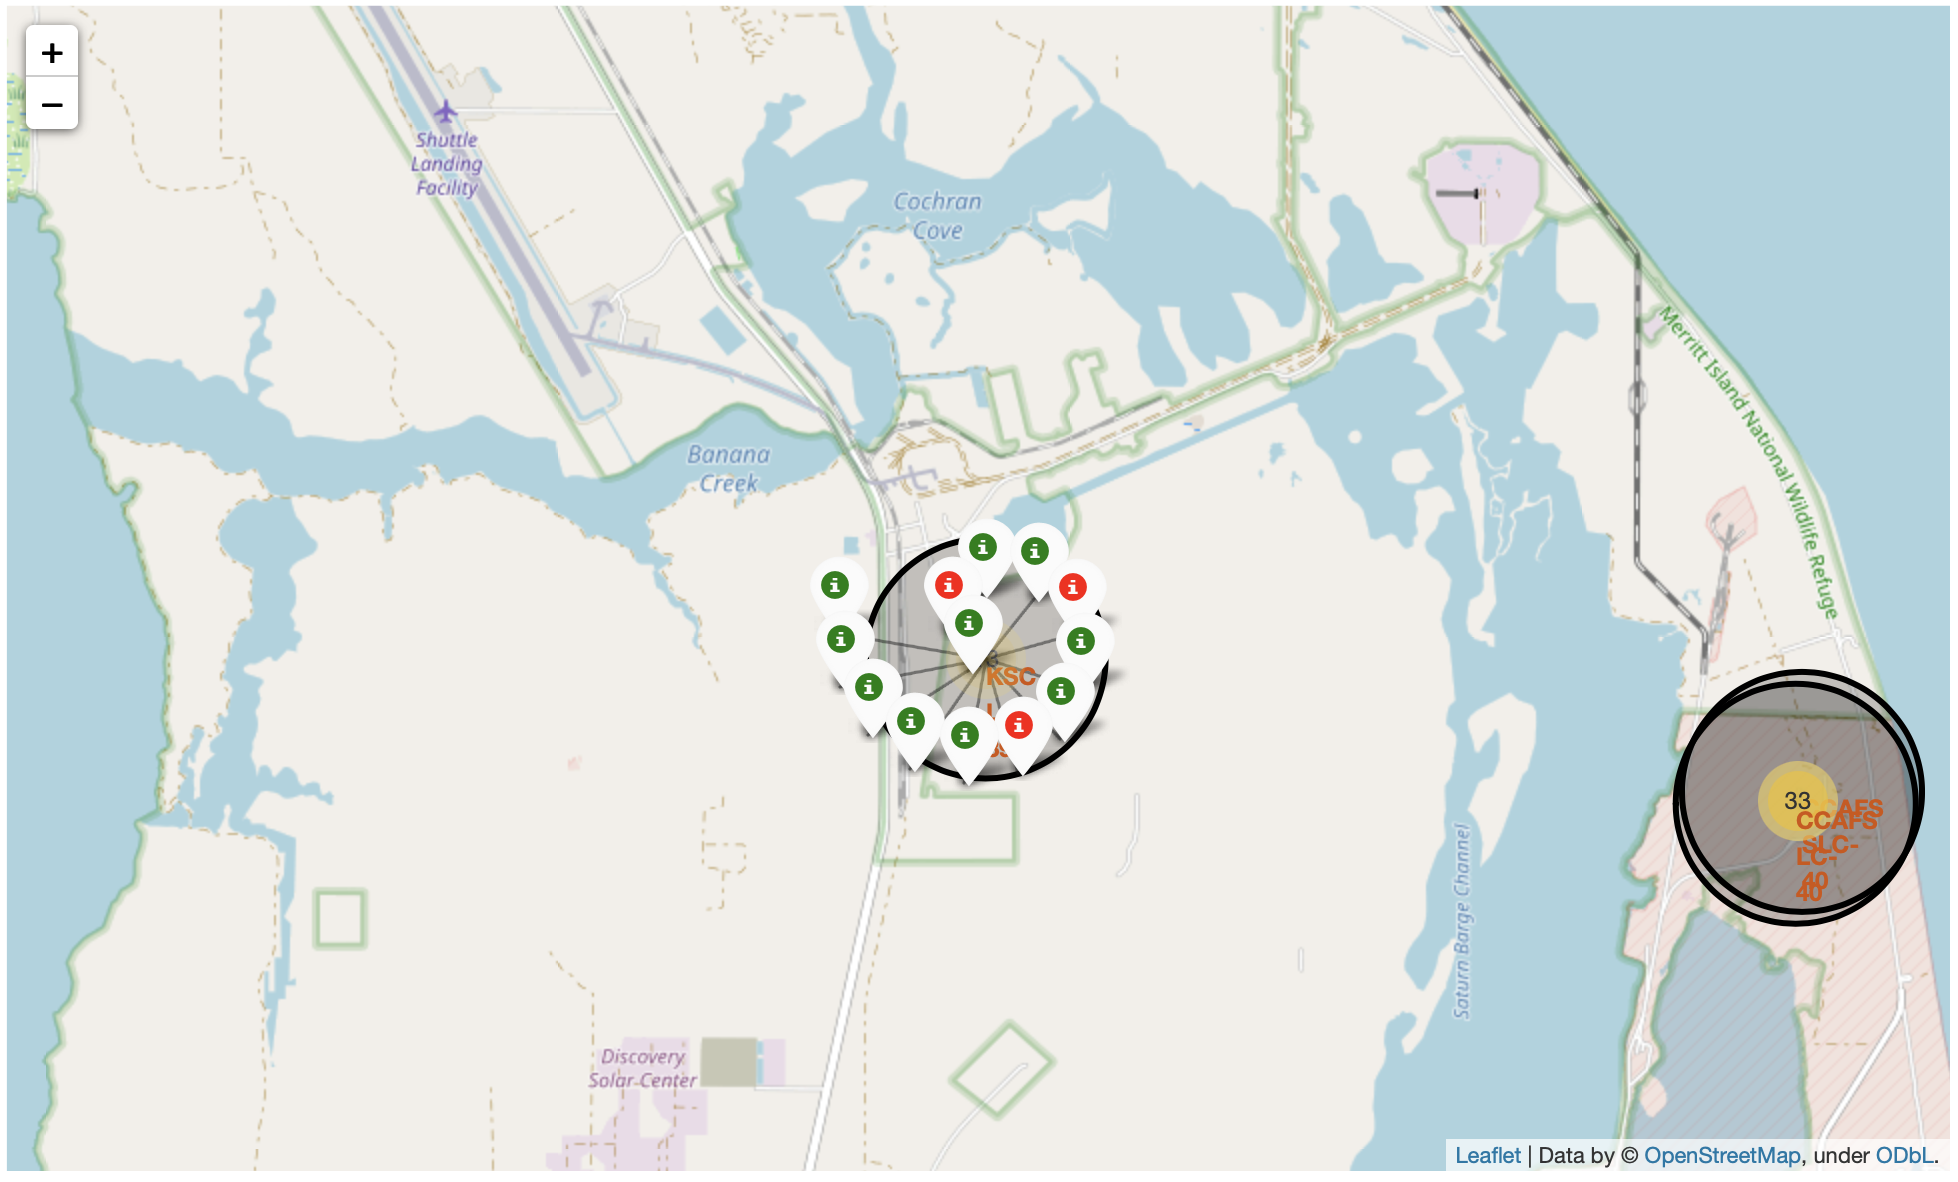 +
−
Shuttle
Landing
Facility
Cochran
Cove
Merritt Island National Wildlife Refuge
Banana
Creek
i
i
i
i
i
i
i
i
i
i
i
i
i
KSC
33
CCAFS
SLC-
40
CCAFS
LC-
40
Saturn Barge Channel
Discovery
Solar Center
Leaflet | Data by © OpenStreetMap, under ODbL.